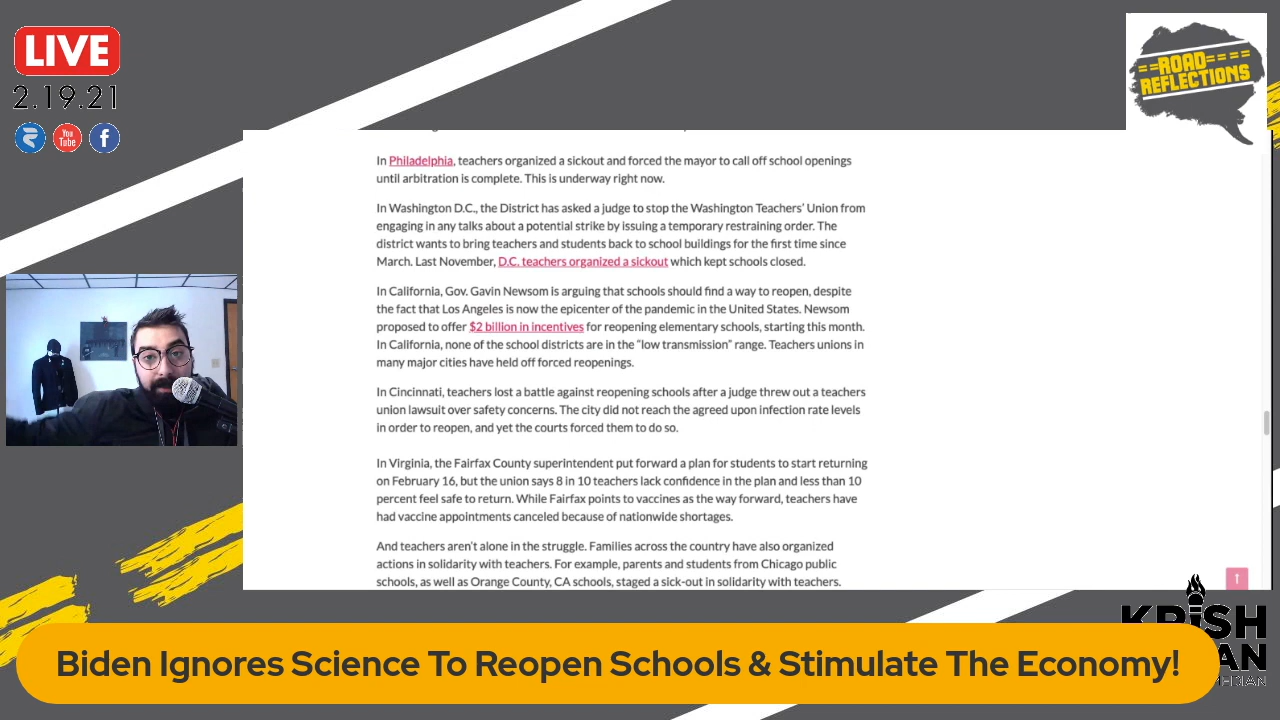 LIVE
2.19.21
You
Tube
f
==ROAD====
REFLECTIONS
In Philadelphia, teachers organized a sickout and forced the mayor to call off school openings
until arbitration is complete. This is underway right now.
In Washington D.C., the District has asked a judge to stop the Washington Teachers' Union from
engaging in any talks about a potential strike by issuing a temporary restraining order. The
district wants to bring teachers and students back to school buildings for the first time since
March. Last November, D.C. teachers organized a sickout which kept schools closed.
In California, Gov. Gavin Newsom is arguing that schools should find a way to reopen, despite
the fact that Los Angeles is now the epicenter of the pandemic in the United States. Newsom
proposed to offer $2 billion in incentives for reopening elementary schools, starting this month.
In California, none of the school districts are in the “low transmission” range. Teachers unions in
many major cities have held off forced reopenings.
In Cincinnati, teachers lost a battle against reopening schools after a judge threw out a teachers
union lawsuit over safety concerns. The city did not reach the agreed upon infection rate levels
in order to reopen, and yet the courts forced them to do so.
In Virginia, the Fairfax County superintendent put forward a plan for students to start returning
on February 16, but the union says 8 in 10 teachers lack confidence in the plan and less than 10
percent feel safe to return. While Fairfax points to vaccines as the way forward, teachers have
had vaccine appointments canceled because of nationwide shortages.
And teachers aren't alone in the struggle. Families across the country have also organized
actions in solidarity with teachers. For example, parents and students from Chicago public
schools, as well as Orange County, CA schools, staged a sick-out in solidarity with teachers.
KRISH
Biden Ignores Science To Reopen Schools & Stimulate The Economy!